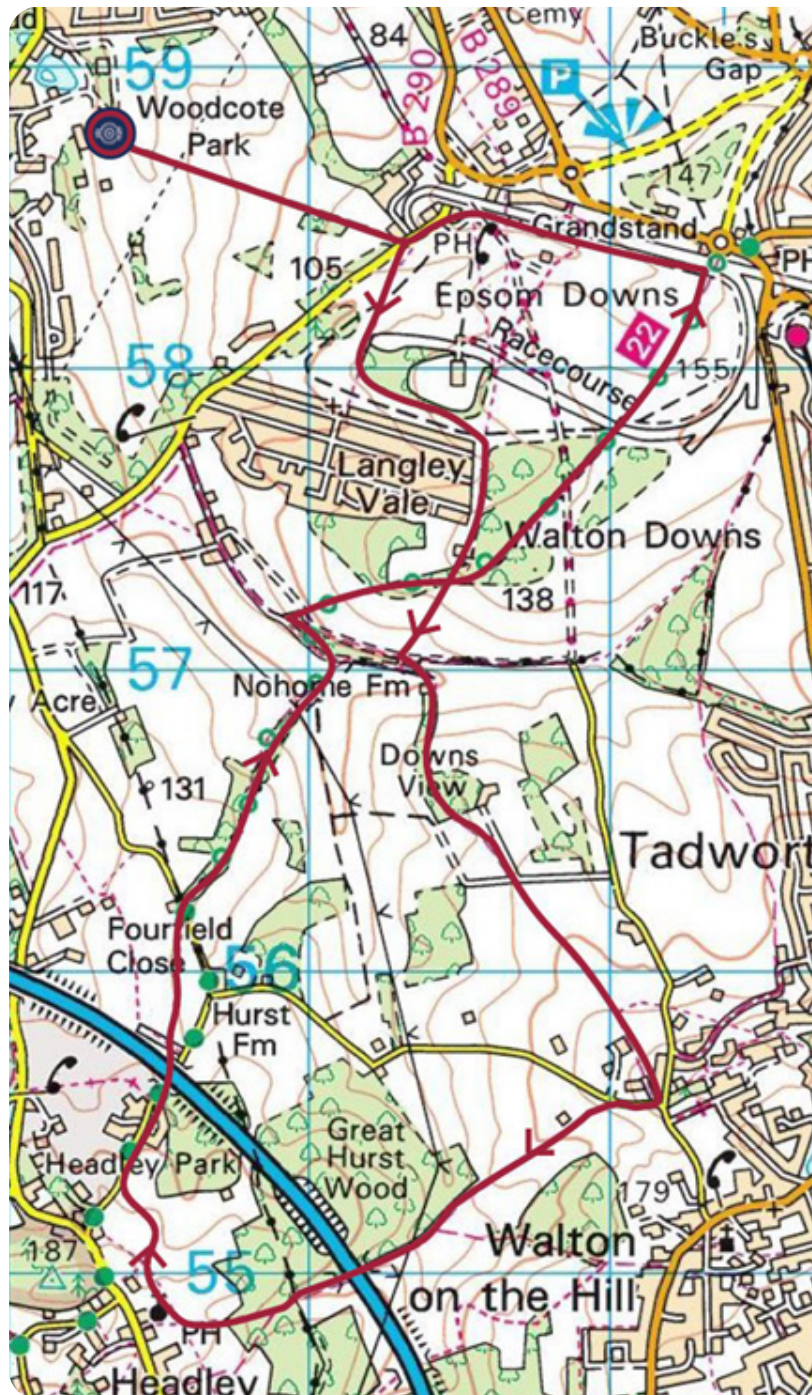 Cemy
84
B 290
B 289
Buckle's
Gap
59
P
Woodcote
Park
147
Grandstand
PH
PH
105
Epsom Downs
Racecourse
22
155
58
Langley
Vale
Walton Downs
117
138
57
Nohome Fm
Acre
Downs
View
131
Tadwor
Fourfield
Close
56
Hurst
Fm
Great
Hurst
Wood
Headley Park
179
187
55
Walton
on the Hill
PH
Headley